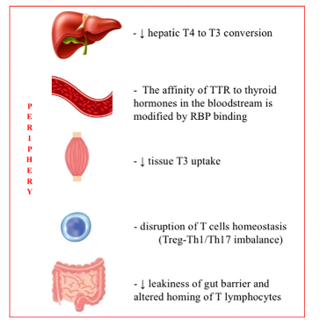 - ↓ hepatic T4 to T3 conversion
- The affinity of TTR to thyroid
hormones in the bloodstream is
modified by RBP binding
PERIPHERY
- ↓ tissue T3 uptake
- disruption of T cells homeostasis
(Treg-Th1/Th17 imbalance)
- ↓ leakiness of gut barrier and
altered homing of T lymphocytes